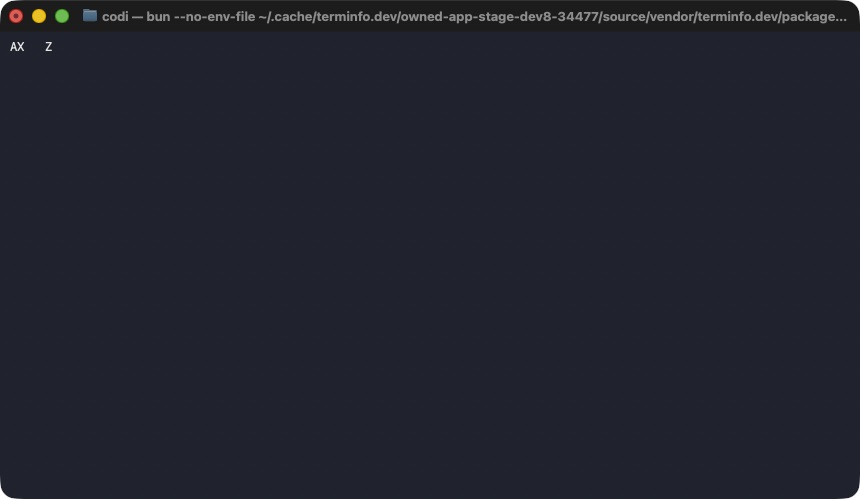 codi — bun --no-env-file ~/.cache/terminfo.dev/owned-app-stage-dev8-34477/source/vendor/terminfo.dev/package...
AX   Z